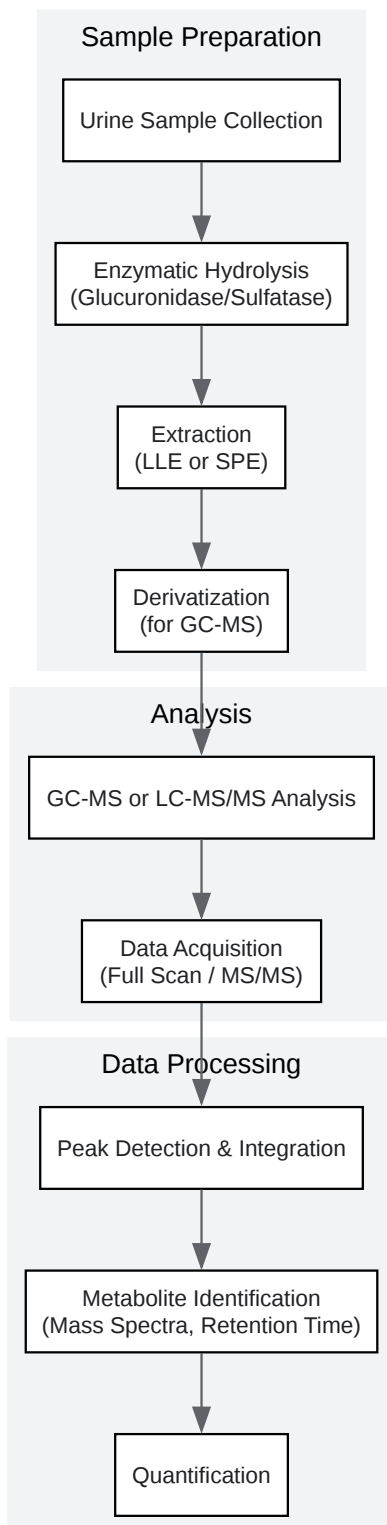 Sample Preparation
Urine Sample Collection
Enzymatic Hydrolysis
(Glucuronidase/Sulfatase)
Extraction
(LLE or SPE)
Derivatization
(for GC-MS)
Analysis
GC-MS or LC-MS/MS Analysis
Data Acquisition
(Full Scan / MS/MS)
Data Processing
Peak Detection & Integration
Metabolite Identification
(Mass Spectra, Retention Time)
Quantification